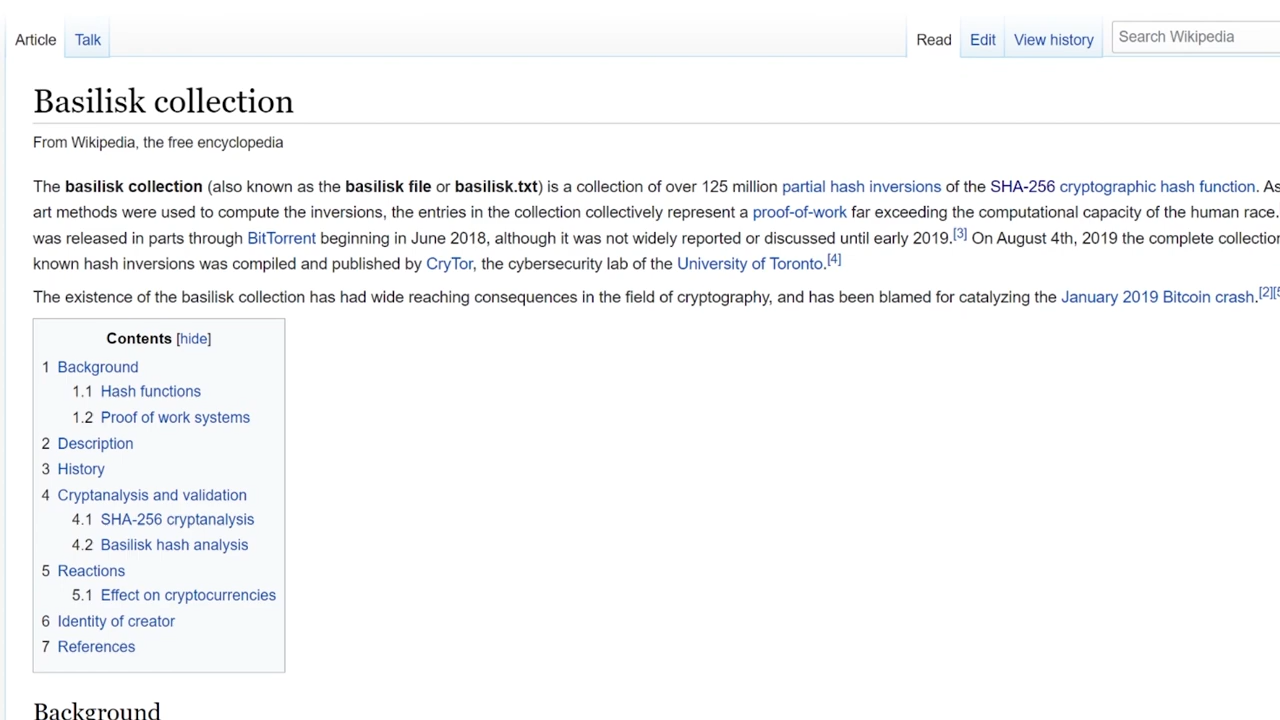 Article Talk Read Edit View history Search Wikipedia
Basilisk collection
From Wikipedia, the free encyclopedia
The basilisk collection (also known as the basilisk file or basilisk.txt) is a collection of over 125 million partial hash inversions of the SHA-256 cryptographic hash function. As
art methods were used to compute the inversions, the entries in the collection collectively represent a proof-of-work far exceeding the computational capacity of the human race.
was released in parts through BitTorrent beginning in June 2018, although it was not widely reported or discussed until early 2019.[3] On August 4th, 2019 the complete collection
known hash inversions was compiled and published by CryTor, the cybersecurity lab of the University of Toronto.[4]
The existence of the basilisk collection has had wide reaching consequences in the field of cryptography, and has been blamed for catalyzing the January 2019 Bitcoin crash.[2][5
Contents [hide]
1 Background
1.1 Hash functions
1.2 Proof of work systems
2 Description
3 History
4 Cryptanalysis and validation
4.1 SHA-256 cryptanalysis
4.2 Basilisk hash analysis
5 Reactions
5.1 Effect on cryptocurrencies
6 Identity of creator
7 References
Background